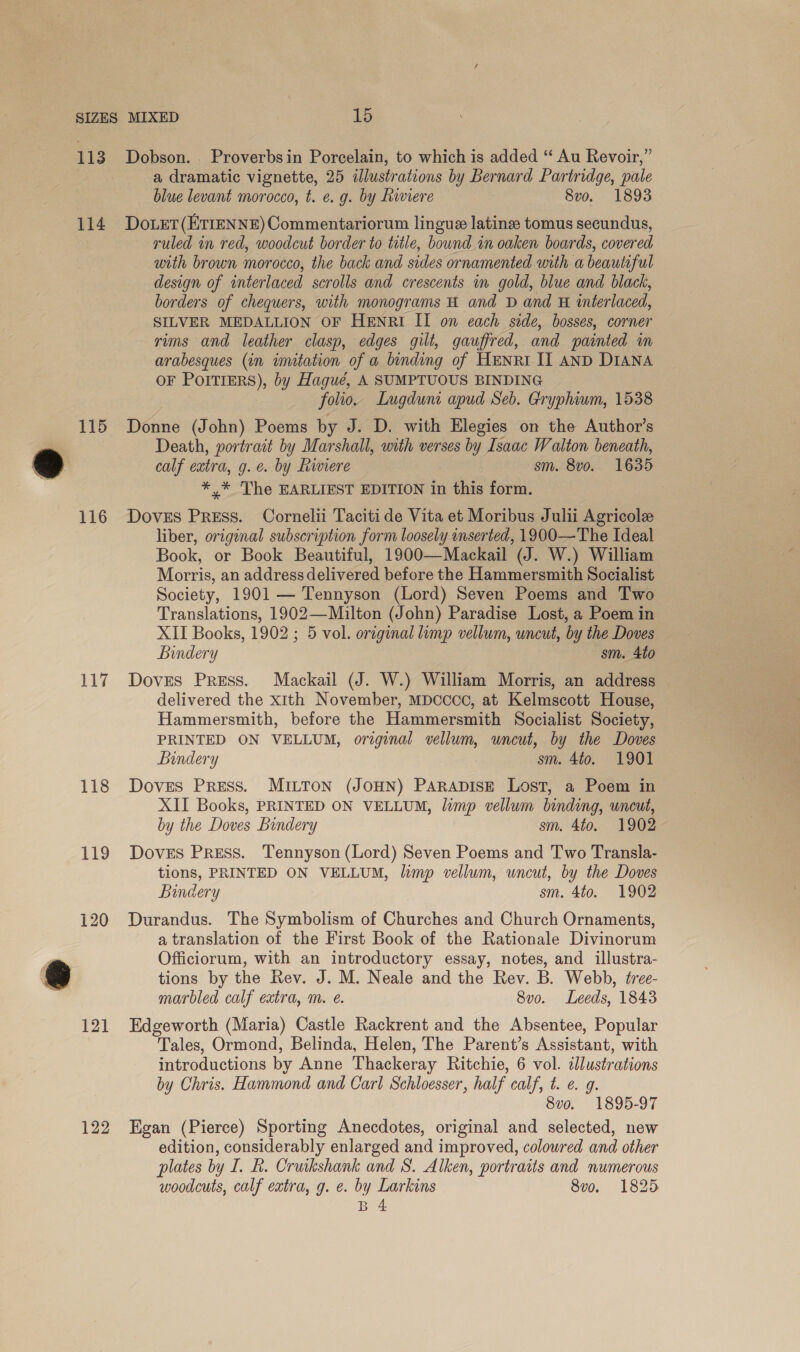 SIZES MIXED 15
113 Dobson. Proverbs in Porcelain, to which is added “Au Revoir,”
a dramatic vignette, 25 illustrations by Bernard Partridge, pale
blue levant morocco, t. e. g. by Riviere 8vo. 1893
114 DOLET (ÉTIENNE) Commentariorum linguæ latinæ tomus secundus,
ruled in red, woodcut border to title, bound in oaken boards, covered
with brown morocco, the back and sides ornamented with a beautiful
design of interlaced scrolls and crescents in gold, blue and black,
borders of chequers, with monograms H and D and H interlaced,
SILVER MEDALLION OF HENRI II on each side, bosses, corner
rims and leather clasp, edges gilt, gauffred, and painted in
arabesques (in imitation of a binding of HENRI II AND DIANA
OF POITIERS), by Hagué, A SUMPTUOUS BINDING
folio. Lugduni apud Seb. Gryphium, 1538
115 Donne (John) Poems by J. D. with Elegies on the Author’s
Death, portrait by Marshall, with verses by Isaac Walton beneath,
calf extra, g. e. by Riviere sm. 8vo. 1635
*** The EARLIEST EDITION in this form.
116 DOVES PRESS. Cornelii Taciti de Vita et Moribus Julii Agricolæ
liber, original subscription form loosely inserted, 1900—The Ideal
Book, or Book Beautiful, 1900—Mackail (J. W.) William
Morris, an address delivered before the Hammersmith Socialist
Society, 1901 — Tennyson (Lord) Seven Poems and Two
Translations, 1902—Milton (John) Paradise Lost, a Poem in
XII Books, 1902; 5 vol. original limp vellum, uncut, by the Doves
Bindery sm. 4to
117 DOVES PRESS. Mackail (J. W.) William Morris, an address
delivered the XIth November, MDCCCC, at Kelmscott House,
Hammersmith, before the Hammersmith Socialist Society,
PRINTED ON VELLUM, original vellum, uncut, by the Doves
Bindery sm. 4to. 1901
118 DOVES PRESS. MILTON (JOHN) PARADISE LOST, a Poem in
XII Books, PRINTED ON VELLUM, limp vellum binding, uncut,
by the Doves Bindery sm. 4to. 1902
119 DOVES PRESS. Tennyson (Lord) Seven Poems and Two Transla-
tions, PRINTED ON VELLUM, limp vellum, uncut, by the Doves
Bindery sm. 4to. 1902
120 Durandus. The Symbolism of Churches and Church Ornaments,
a translation of the First Book of the Rationale Divinorum
Officiorum, with an introductory essay, notes, and illustra-
tions by the Rev. J. M. Neale and the Rev. B. Webb, tree-
marbled calf extra, m. e. 8vo. Leeds, 1843
121 Edgeworth (Maria) Castle Rackrent and the Absentee, Popular
Tales, Ormond, Belinda, Helen, The Parent’s Assistant, with
introductions by Anne Thackeray Ritchie, 6 vol. illustrations
by Chris. Hammond and Carl Schloesser, half calf, t. e. g.
8vo. 1895-97
122 Egan (Pierce) Sporting Anecdotes, original and selected, new
edition, considerably enlarged and improved, coloured and other
plates by I. R. Cruikshank and S. Alken, portraits and numerous
woodcuts, calf extra, g. e. by Larkins 8vo. 1825
B 4